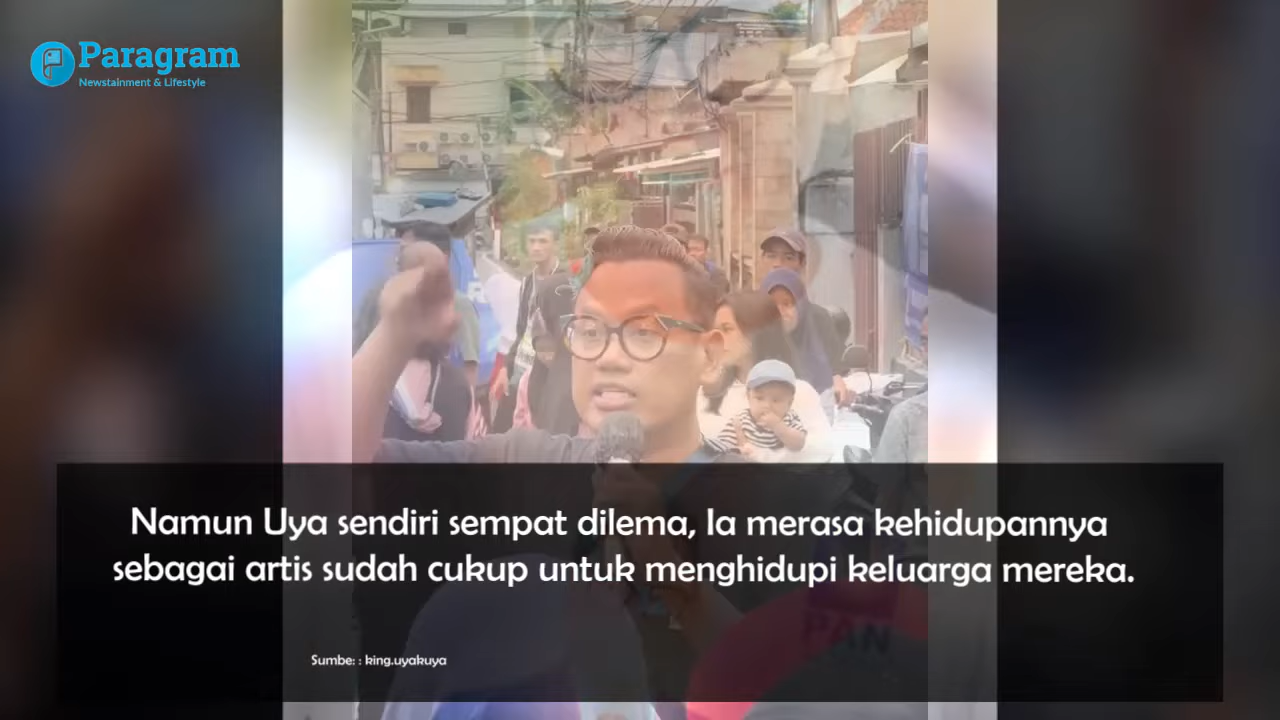 Paragram
Newstainment & Lifestyle
Namun Uya sendiri sempat dilema, Ia merasa kehidupannya
sebagai artis sudah cukup untuk menghidupi keluarga mereka.
PAN
Sumbe: : king.uyakuya